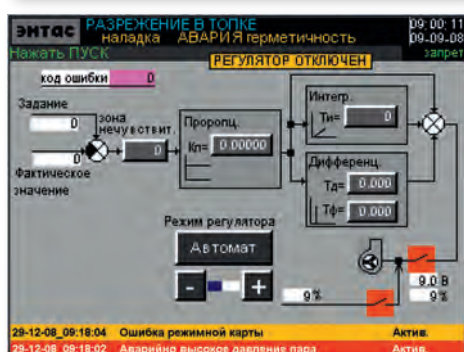 энтас РАЗРЕЖЕНИЕ В ТОПКЕ 09:00:11
наладка АВАРИЯ герметичность 09-09-08
Нажать ПУСК запрет
РЕГУЛЯТОР ОТКЛЮЧЕН
код ошибки 0
Задание
0
зона
нечувствит.
0
0
Фактическое
значение
Проропц.
Кп= 0.00000
Интегр.
Ти= 0
Дифференц.
Тд= 0.000
Тф= 0.000
Режим регулятора
Автомат
- +
9%
9.0 В
9%
29-12-08_09:18:04 Ошибка режимной карты Актив.
29-12-08_09:18:02 Аварийно высокое давление пара Актив